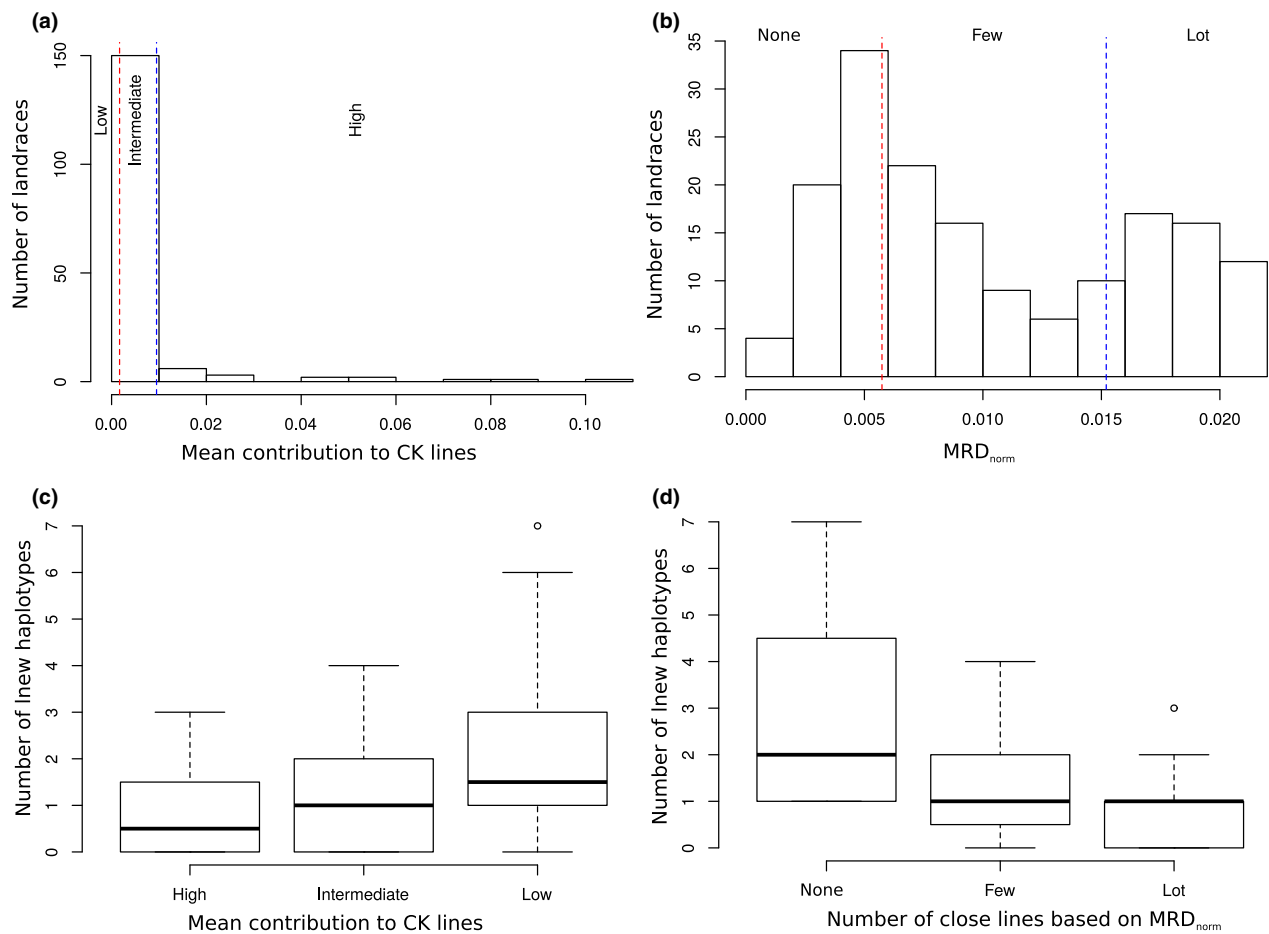 (a)
Number of landraces
0
50
100
150
Low
Intermediate
High
0.00
0.02
0.04
0.06
0.08
0.10
Mean contribution to CK lines
(b)
Number of landraces
0
5
10
15
20
25
30
35
None
Few
Lot
0.000
0.005
0.010
0.015
0.020
MRDnorm
(c)
Number of Inew haplotypes
0
1
2
3
4
5
6
7
High
Intermediate
Low
Mean contribution to CK lines
(d)
Number of Inew haplotypes
0
1
2
3
4
5
6
7
None
Few
Lot
Number of close lines based on MRDnorm